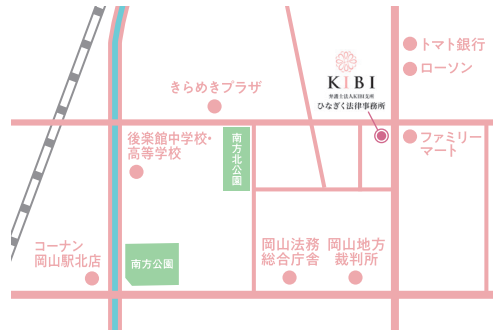 トマト銀行
ローソン
きらめきプラザ
KIBI
弁護士法人KIBI支所
ひなぎく法律事務所
後楽館中学校・
高等学校
南方北公園
ファミリー
マート
コーナン
岡山駅北店
南方公園
岡山法務
総合庁舎
岡山地方
裁判所